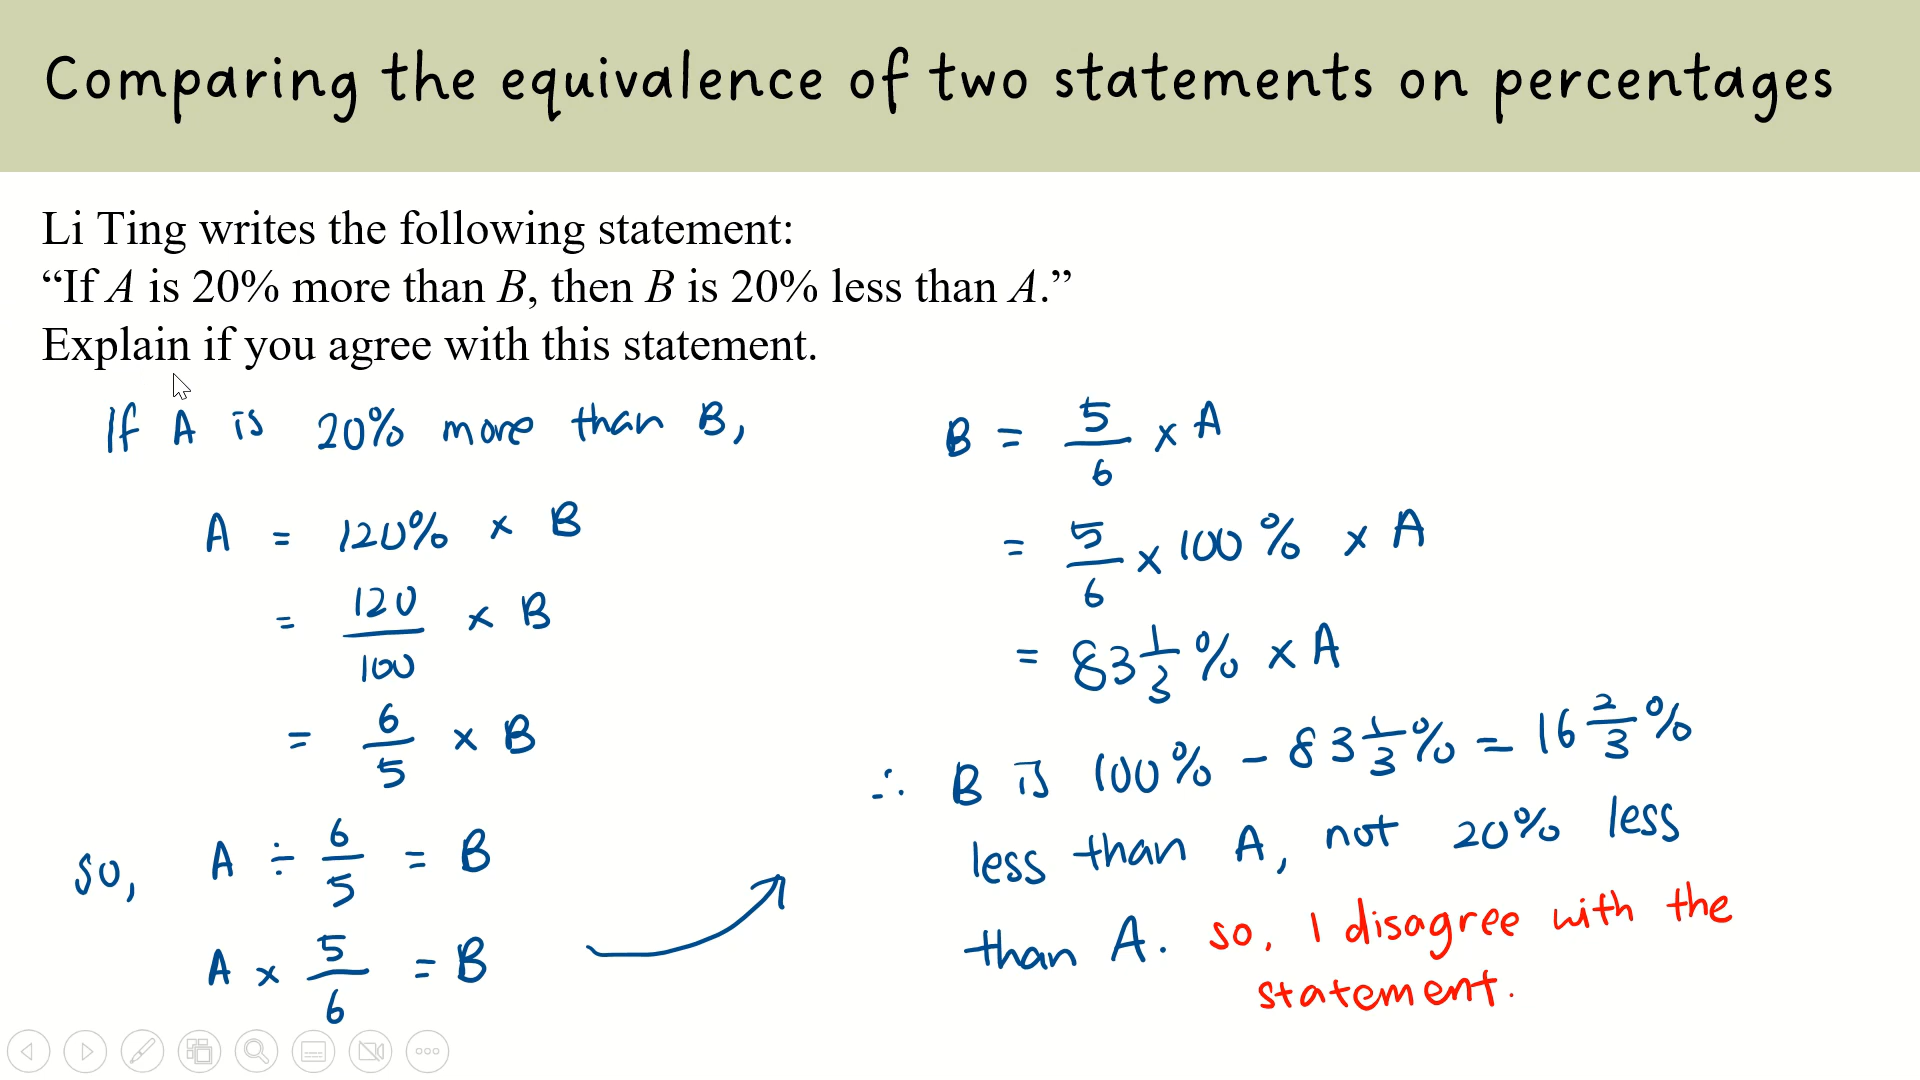 Comparing the equivalence of two statements on percentages
Li Ting writes the following statement:
“If A is 20% more than B, then B is 20% less than A.”
Explain if you agree with this statement.
If A is 20% more than B,
A = 120% × B
= 120/100 × B
= 6/5 × B
so, A ÷ 6/5 = B
A × 5/6 = B
B = 5/6 × A
= 5/6 × 100% × A
= 83 1/3 % × A
∴ B is 100% - 83 1/3 % = 16 2/3 %
less than A, not 20% less
than A. so, I disagree with the
statement.